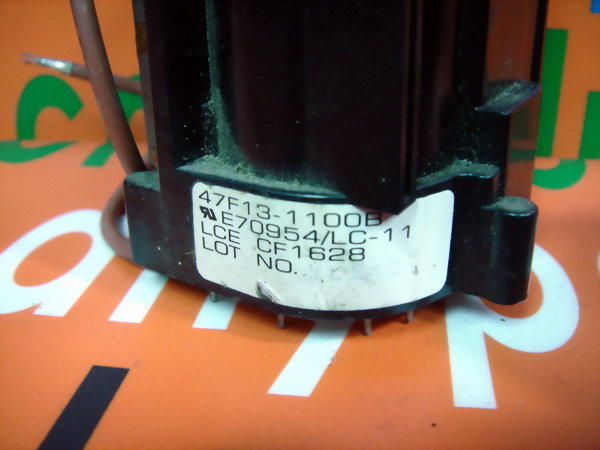 47F13-1100B
E70954/LC-11
LCE CF1628
LOT NO.